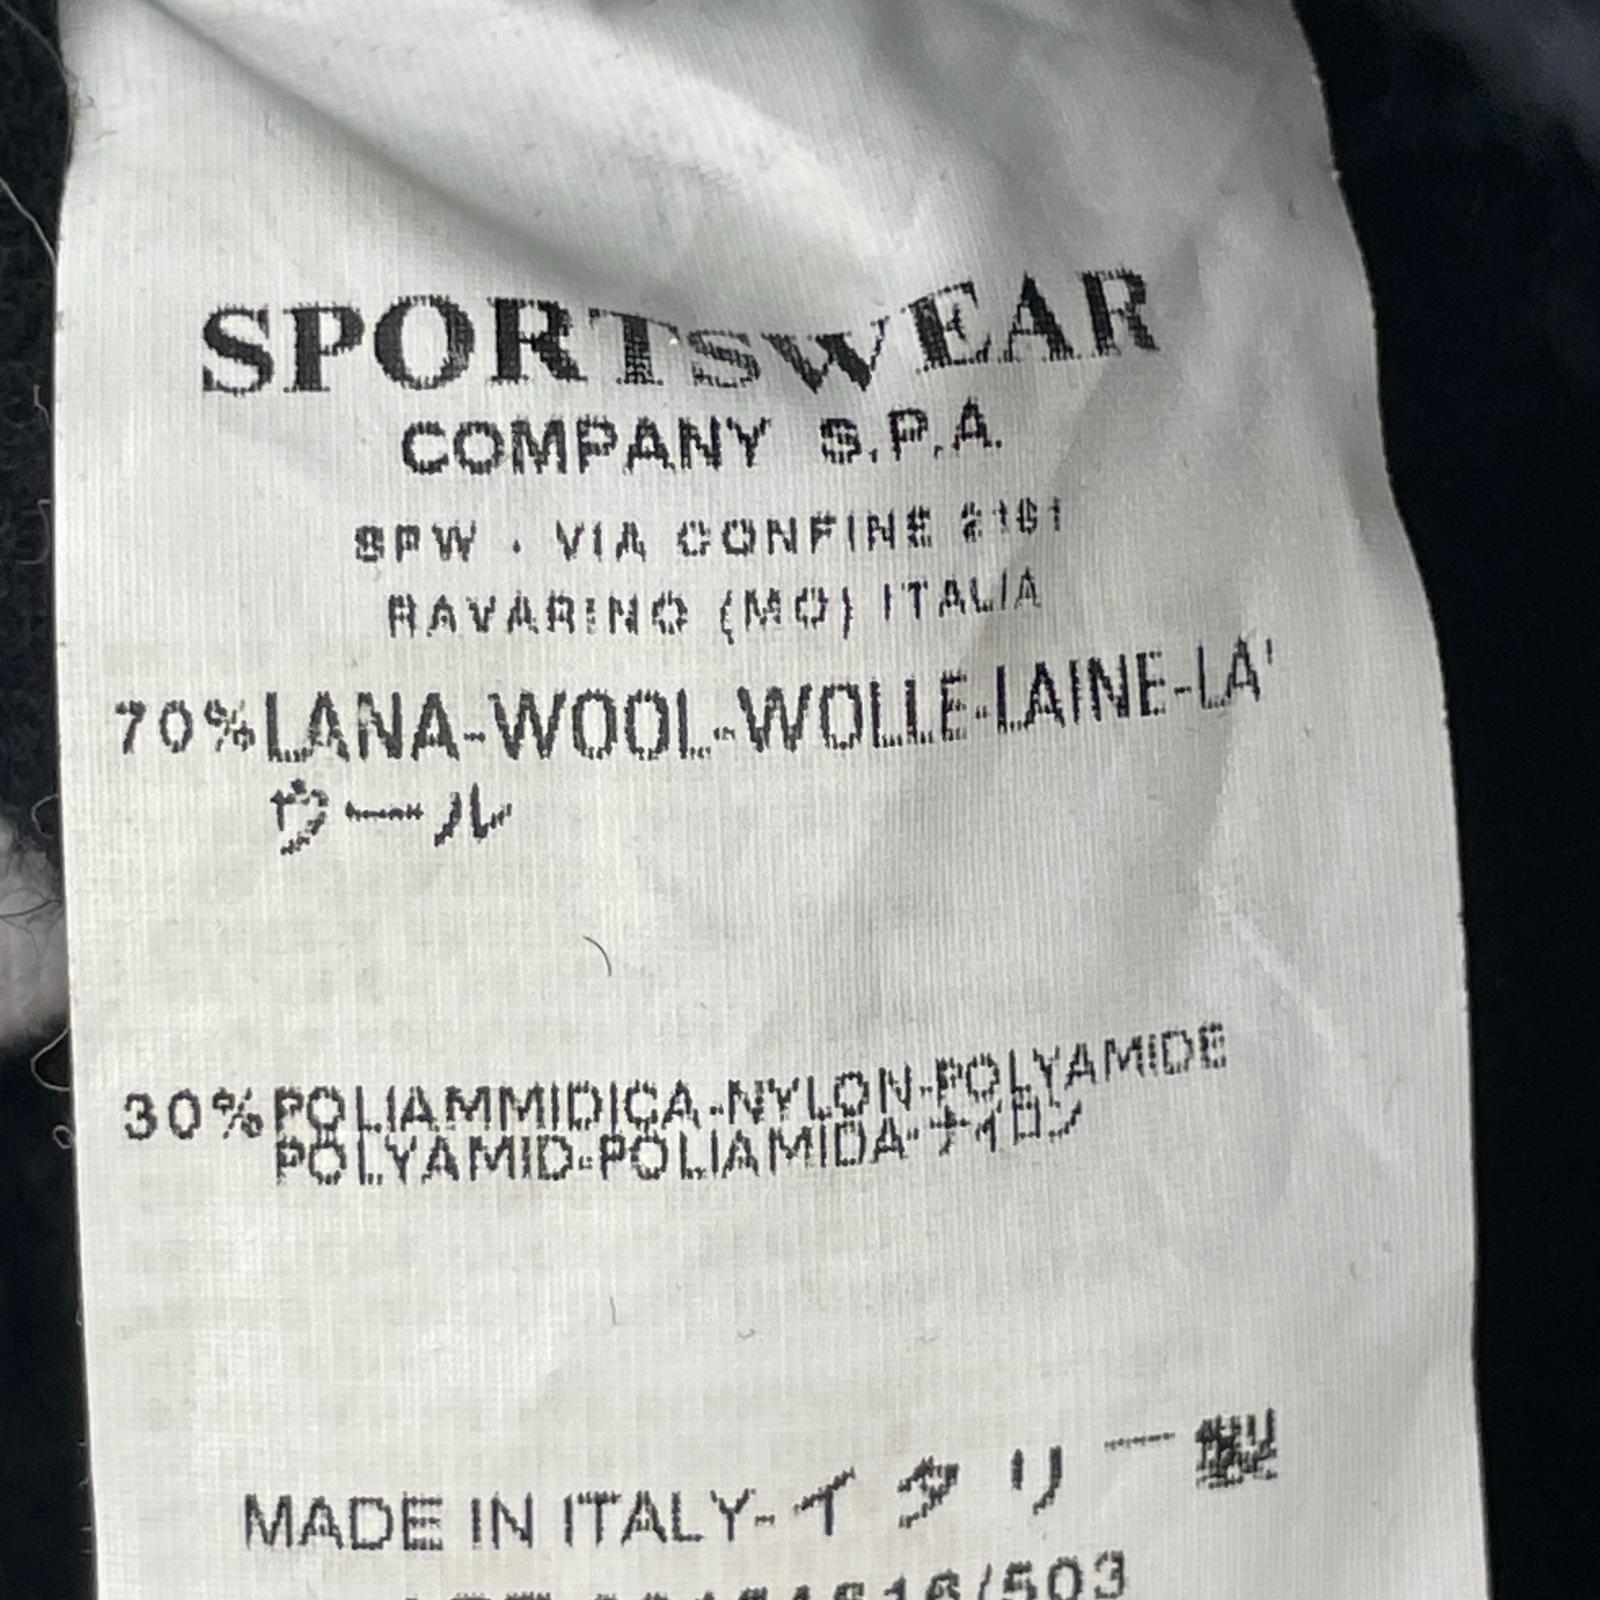 SPORTSWEAR
COMPANY S.P.A.
SPW . VIA CONFINE 2161
RAVARINO (MO) ITALIA
70% LANA-WOOL-WOLLE-LAINE-LA'
ウール
30% POLIAMMIDICA-NYLON-POLYAMIDE
POLYAMID-POLIAMIDA-ナイロン
MADE IN ITALY-イタリー製
/503